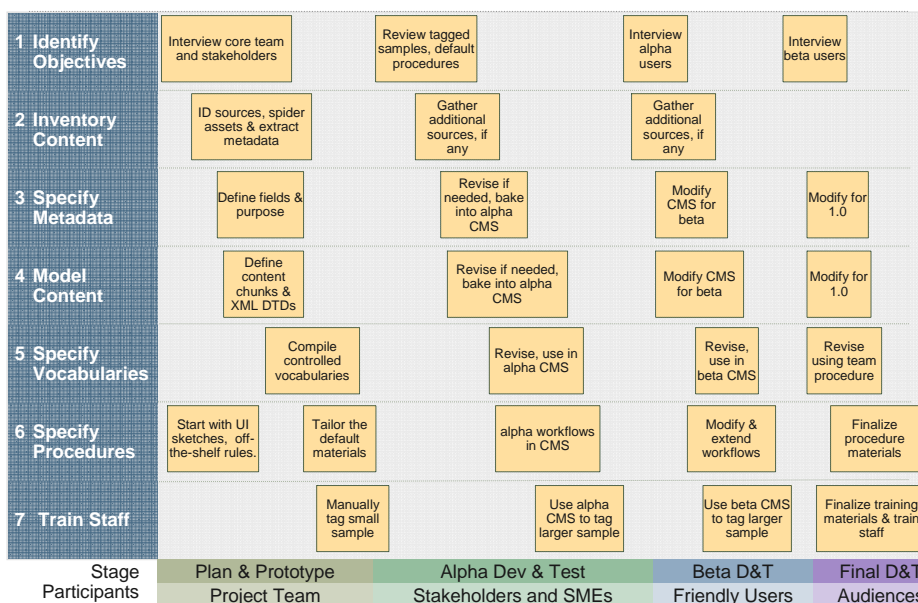 1 Identify
Objectives
Interview core team
and stakeholders
Review tagged
samples, default
procedures
Interview
alpha
users
Interview
beta users
2 Inventory
Content
ID sources, spider
assets & extract
metadata
Gather
additional
sources, if
any
Gather
additional
sources, if
any
3 Specify
Metadata
Define fields &
purpose
Revise if
needed, bake
into alpha
CMS
Modify
CMS for
beta
Modify for
1.0
4 Model
Content
Define
content
chunks &
XML DTDs
Revise if needed,
bake into alpha
CMS
Modify CMS
for beta
Modify for
1.0
5 Specify
Vocabularies
Compile
controlled
vocabularies
Revise, use in
alpha CMS
Revise,
use in
beta CMS
Revise
using team
procedure
6 Specify
Procedures
Start with UI
sketches, off-
the-shelf rules.
Tailor the
default
materials
alpha workflows
in CMS
Modify &
extend
workflows
Finalize
procedure
materials
7 Train Staff
Manually
tag small
sample
Use alpha
CMS to tag
larger sample
Use beta CMS
to tag larger
sample
Finalize training
materials & train
staff
Stage
Plan & Prototype
Alpha Dev & Test
Beta D&T
Final D&T
Participants
Project Team
Stakeholders and SMEs
Friendly Users
Audiences